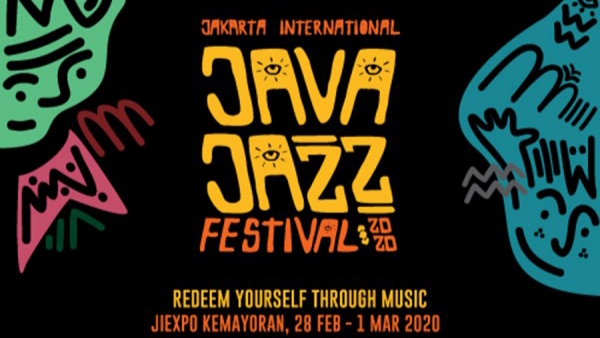 JAKARTA INTERNATIONAL
JAVA
JAZZ
FESTIVAL 2020
REDEEM YOURSELF THROUGH MUSIC
JIEXPO KEMAYORAN, 28 FEB - 1 MAR 2020